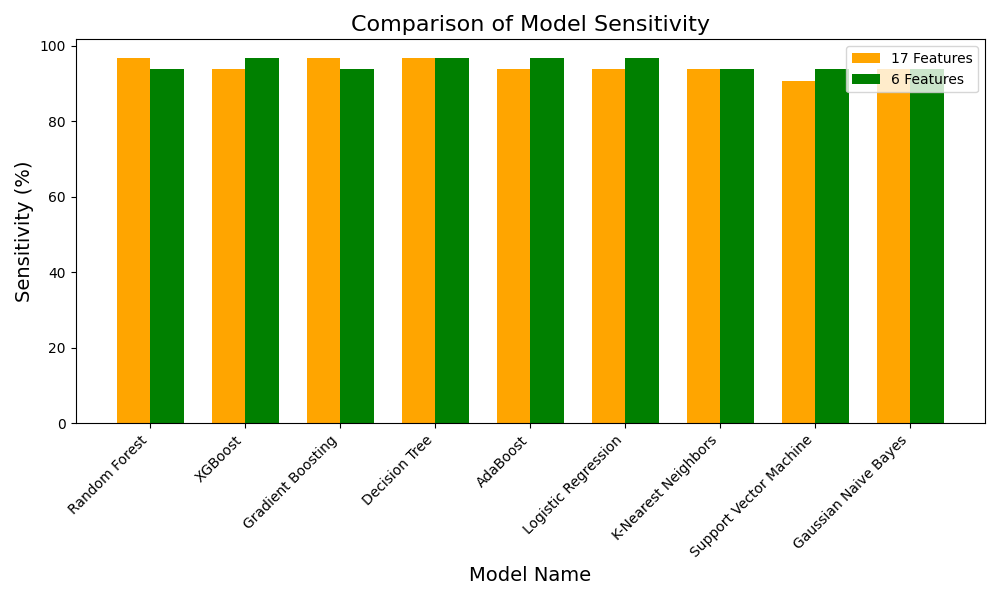 Comparison of Model Sensitivity
17 Features
6 Features
Sensitivity (%)
100
80
60
40
20
0
Random Forest
XGBoost
Gradient Boosting
Decision Tree
AdaBoost
Logistic Regression
K-Nearest Neighbors
Support Vector Machine
Gaussian Naive Bayes
Model Name